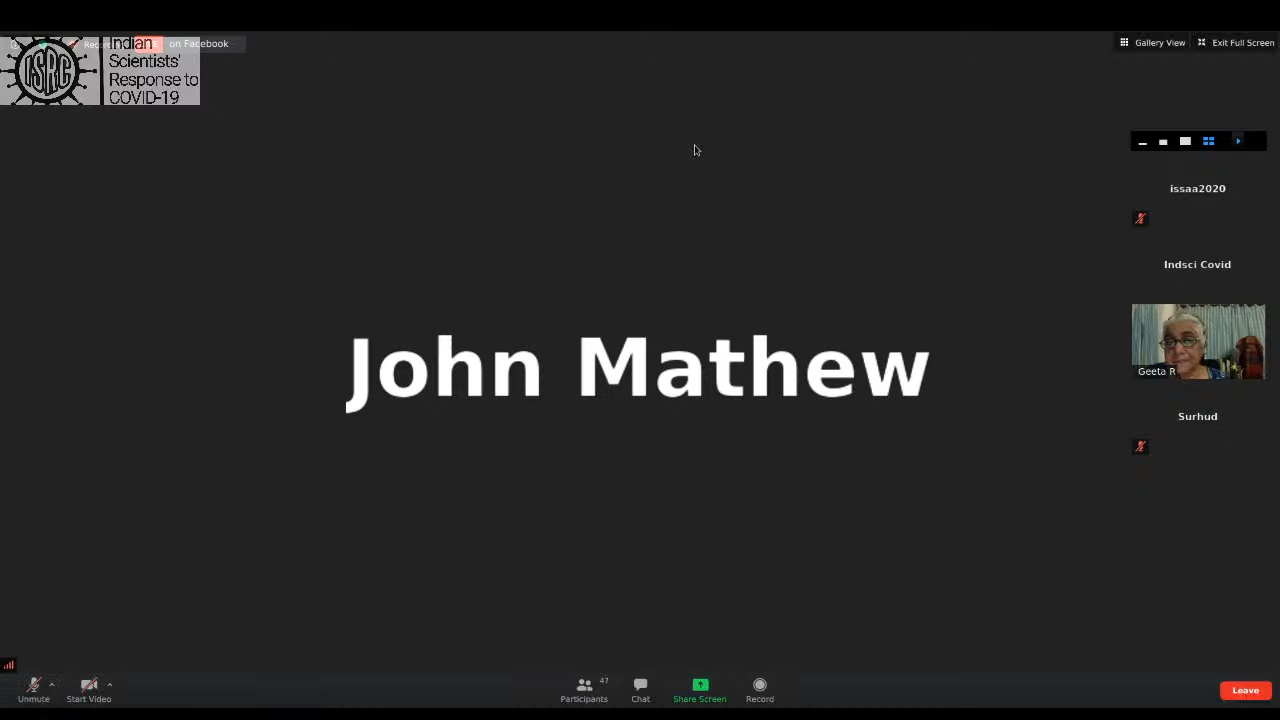 on Facebook
ISRC
Indian
Scientists'
Response to
COVID-19
Gallery View
Exit Full Screen
issaa2020
Indsci Covid
John Mathew
Geeta R
Surhud
Unmute
Start Video
Participants
47
Chat
Share Screen
Record
Leave